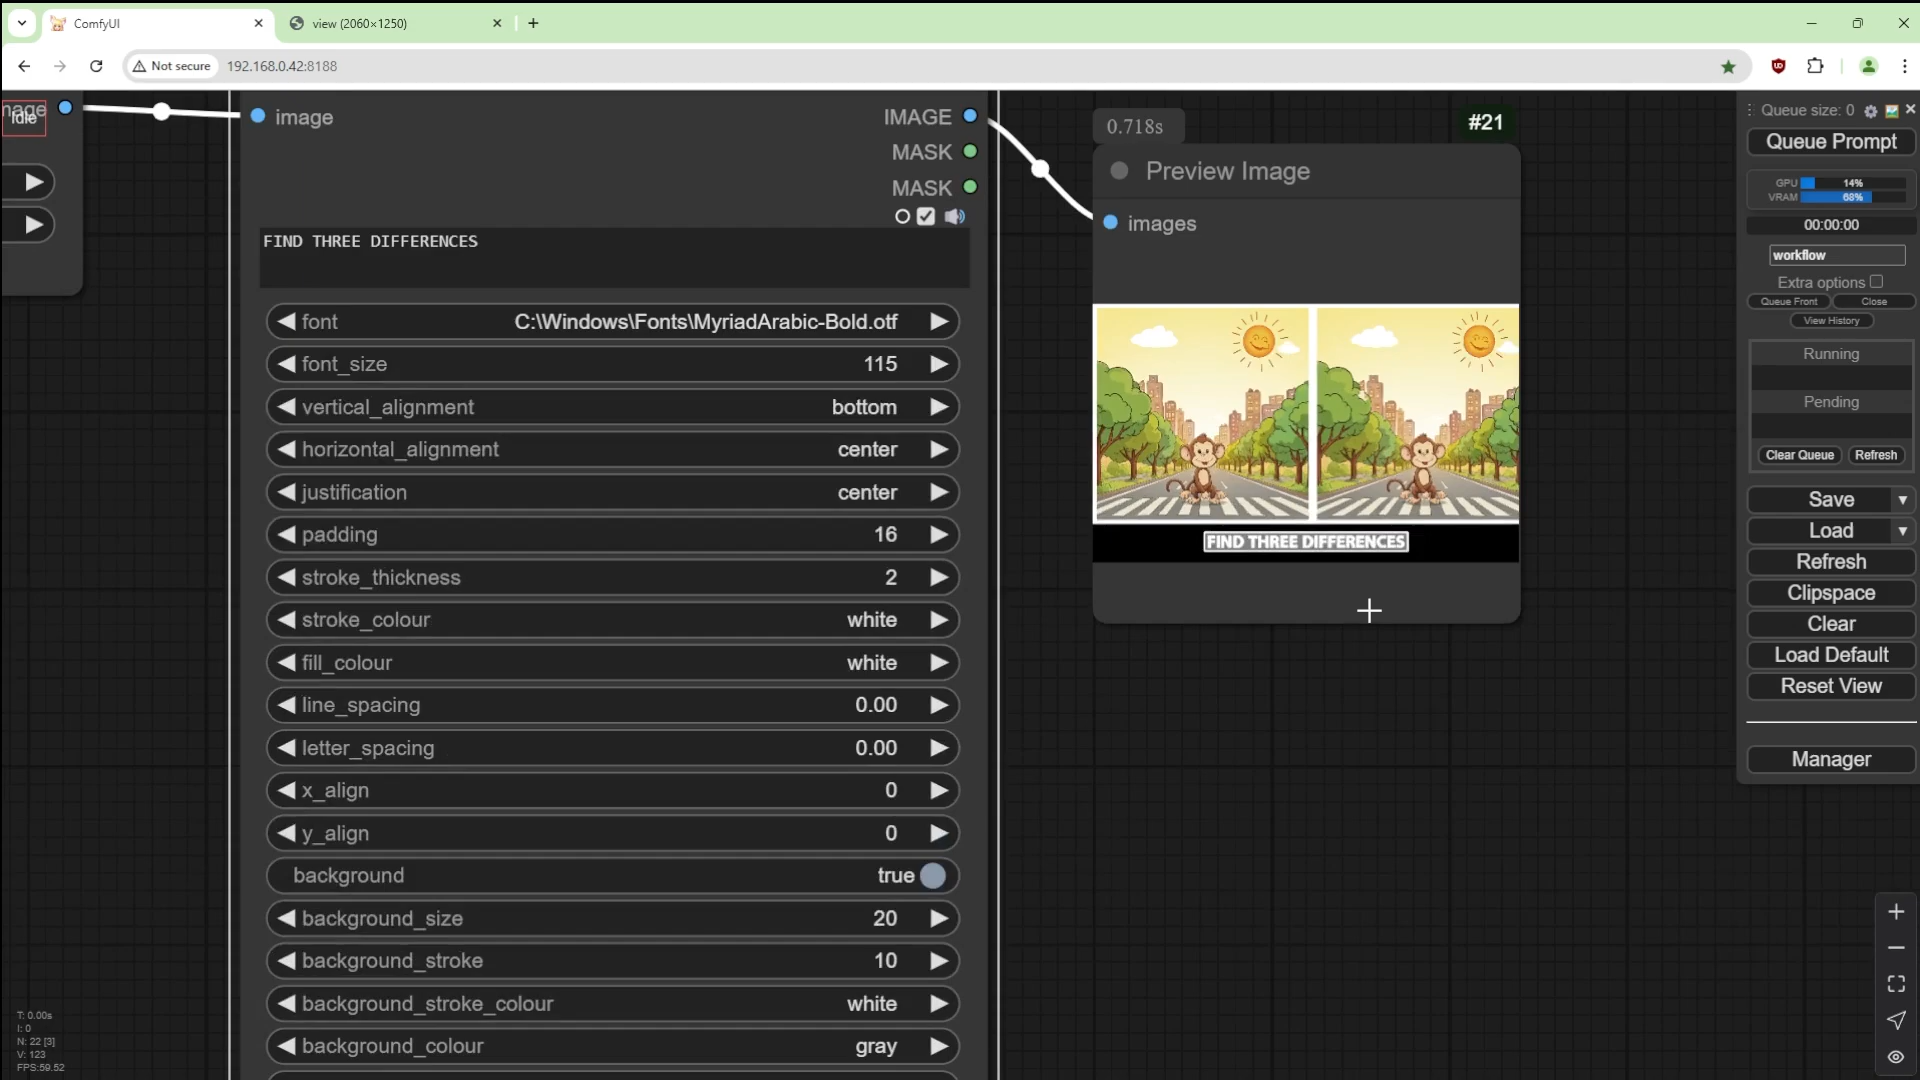 ComfyUI
view (2060×1250)
Not secure
192.168.0.42:8188
mage
Idle
image
IMAGE
MASK
MASK
FIND THREE DIFFERENCES
font C:\Windows\Fonts\MyriadArabic-Bold.otf
font_size 115
vertical_alignment bottom
horizontal_alignment center
justification center
padding 16
stroke_thickness 2
stroke_colour white
fill_colour white
line_spacing 0.00
letter_spacing 0.00
x_align 0
y_align 0
background true
background_size 20
background_stroke 10
background_stroke_colour white
background_colour gray
0.718s
#21
Preview Image
images
FIND THREE DIFFERENCES
Queue size: 0
Queue Prompt
GPU 14%
VRAM 68%
00:00:00
workflow
Extra options
Queue Front
Close
View History
Running
Pending
Clear Queue
Refresh
Save
Load
Refresh
Clipspace
Clear
Load Default
Reset View
Manager
T: 0.00s
I: 0
N: 22 [3]
V: 123
FPS:59.52